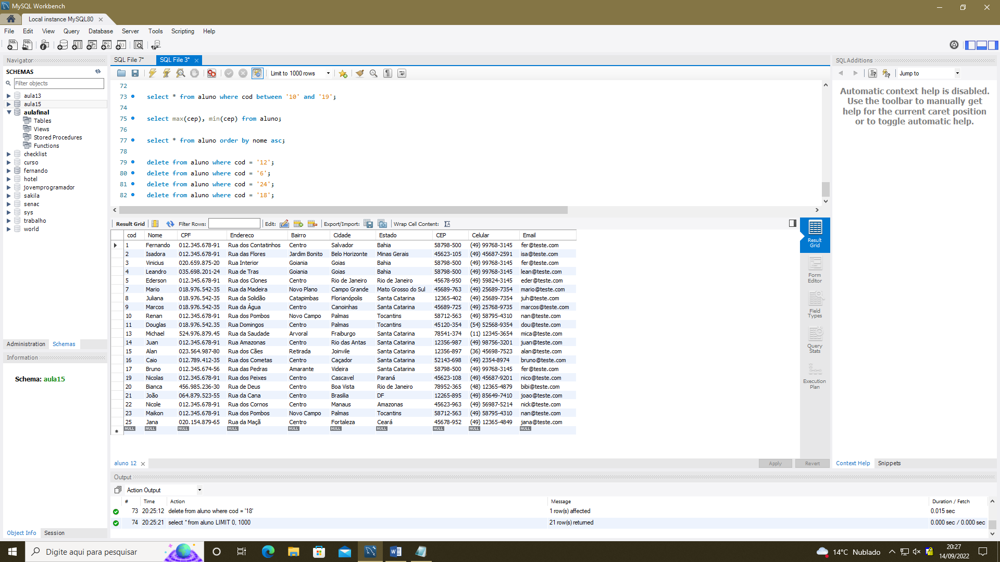 MySQL Workbench
Local instance MySQL80
File Edit View Query Database Server Tools Scripting Help
Navigator
SCHEMAS
Filter objects
aula13
aula15
aulafinal
Tables
Views
Stored Procedures
Functions
checklist
curso
fernando
hotel
jovemprogramador
sakila
senac
sys
trabalho
world
Administration Schemas
Information
Schema: aula15
Object Info Session
SQL File 7* SQL File 3*
Limit to 1000 rows
72
73 select * from aluno where cod between '10' and '19';
74
75 select max(cep), min(cep) from aluno;
76
77 select * from aluno order by nome asc;
78
79 delete from aluno where cod = '12';
80 delete from aluno where cod = '6';
81 delete from aluno where cod = '24';
82 delete from aluno where cod = '18';
Result Grid Filter Rows: Edit: Export/Import: Wrap Cell Content:
cod Nome CPF Endereco Bairro Cidade Estado CEP Celular Email
1 Fernando 012.345.678-91 Rua dos Contatinhos Centro Salvador Bahia 58798-500 (49) 99768-3145 fer@teste.com
2 Isadora 012.345.678-91 Rua das Flores Jardim Bonito Belo Horizonte Minas Gerais 45623-105 (49) 45687-2591 isa@teste.com
3 Vinicius 020.659.875-20 Rua Interior Goiania Goias Bahia 58798-500 (49) 99768-3145 fer@teste.com
4 Leandro 035.698.201-24 Rua de Tras Goiania Goias Bahia 58798-500 (49) 99768-3145 lean@teste.com
5 Ederson 012.345.678-91 Rua dos Clones Centro Rio de Janeiro Rio de Janeiro 45678-950 (49) 59824-3145 eder@teste.com
7 Mario 018.976.542-35 Rua da Madeira Novo Plano Campo Grande Mato Grosso do Sul 45689-763 (49) 25689-7354 mario@teste.com
8 Juliana 018.976.542-35 Rua da Solidão Catapimbas Florianópolis Santa Catarina 12365-402 (49) 25689-7354 juh@teste.com
9 Marcos 018.976.542-35 Rua da Água Centro Canoinhas Santa Catarina 45689-725 (49) 25768-9735 marcos@teste.com
10 Renan 012.345.678-91 Rua dos Pombos Novo Campo Palmas Tocantins 58712-563 (49) 58795-4310 nan@teste.com
11 Douglas 018.976.542.35 Rua Domingos Centro Palmas Tocantins 45120-354 (54) 52568-9354 dou@teste.com
13 Michael 524.976.879.45 Rua da Saudade Arvoral Fraiburgo Santa Catarina 78541-374 (11) 12345-3654 mica@teste.com
14 Juan 012.345.678-91 Rua Amazonas Centro Rio das Antas Santa Catarina 12356-987 (49) 98756-3201 juan@teste.com
15 Alan 023.564.987-80 Rua dos Cães Retirada Joinvile Santa Catarina 12356-897 (36) 45698-7523 alan@teste.com
16 Caio 012.789.412-35 Rua dos Cometas Centro Caçador Santa Catarina 52143-698 (49) 2354-8974 bruno@teste.com
17 Bruno 012.345.674-56 Rua das Pedras Amarante Videira Santa Catarina 58798-500 (49) 99768-3145 fer@teste.com
19 Nicolas 012.345.678-91 Rua dos Peixes Centro Cascavel Paraná 45623-108 (49) 45687-9201 nico@teste.com
20 Bianca 456.985.236-30 Rua de Deus Centro Boa Vista Rio de Janeiro 78952-365 (48) 12365-4879 bibi@teste.com
21 João 064.879.523-55 Rua da Cana Centro Brasilia DF 12265-895 (49) 85649-7410 joao@teste.com
22 Nicole 012.345.678-91 Rua dos Cornos Centro Manaus Amazonas 45623-963 (49) 56987-5214 nick@teste.com
23 Maikon 012.345.678-91 Rua dos Pombos Novo Campo Palmas Tocantins 58712-563 (49) 58795-4310 nan@teste.com
25 Jana 020.154.879-65 Rua da Maçã Centro Fortaleza Ceará 45678-952 (49) 12365-4849 jana@teste.com
NULL NULL NULL NULL NULL NULL NULL NULL NULL NULL
aluno 12
Apply Revert
Result Grid
Form Editor
Field Types
Query Stats
Execution Plan
SQLAdditions
Jump to
Automatic context help is disabled.
Use the toolbar to manually get
help for the current caret position
or to toggle automatic help.
Context Help Snippets
Output
Action Output
# Time Action Message Duration / Fetch
73 20:25:12 delete from aluno where cod = '18' 1 row(s) affected 0.015 sec
74 20:25:21 select * from aluno LIMIT 0, 1000 21 row(s) returned 0.000 sec / 0.000 sec
Digite aqui para pesquisar
14°C Nublado
20:27
14/09/2022